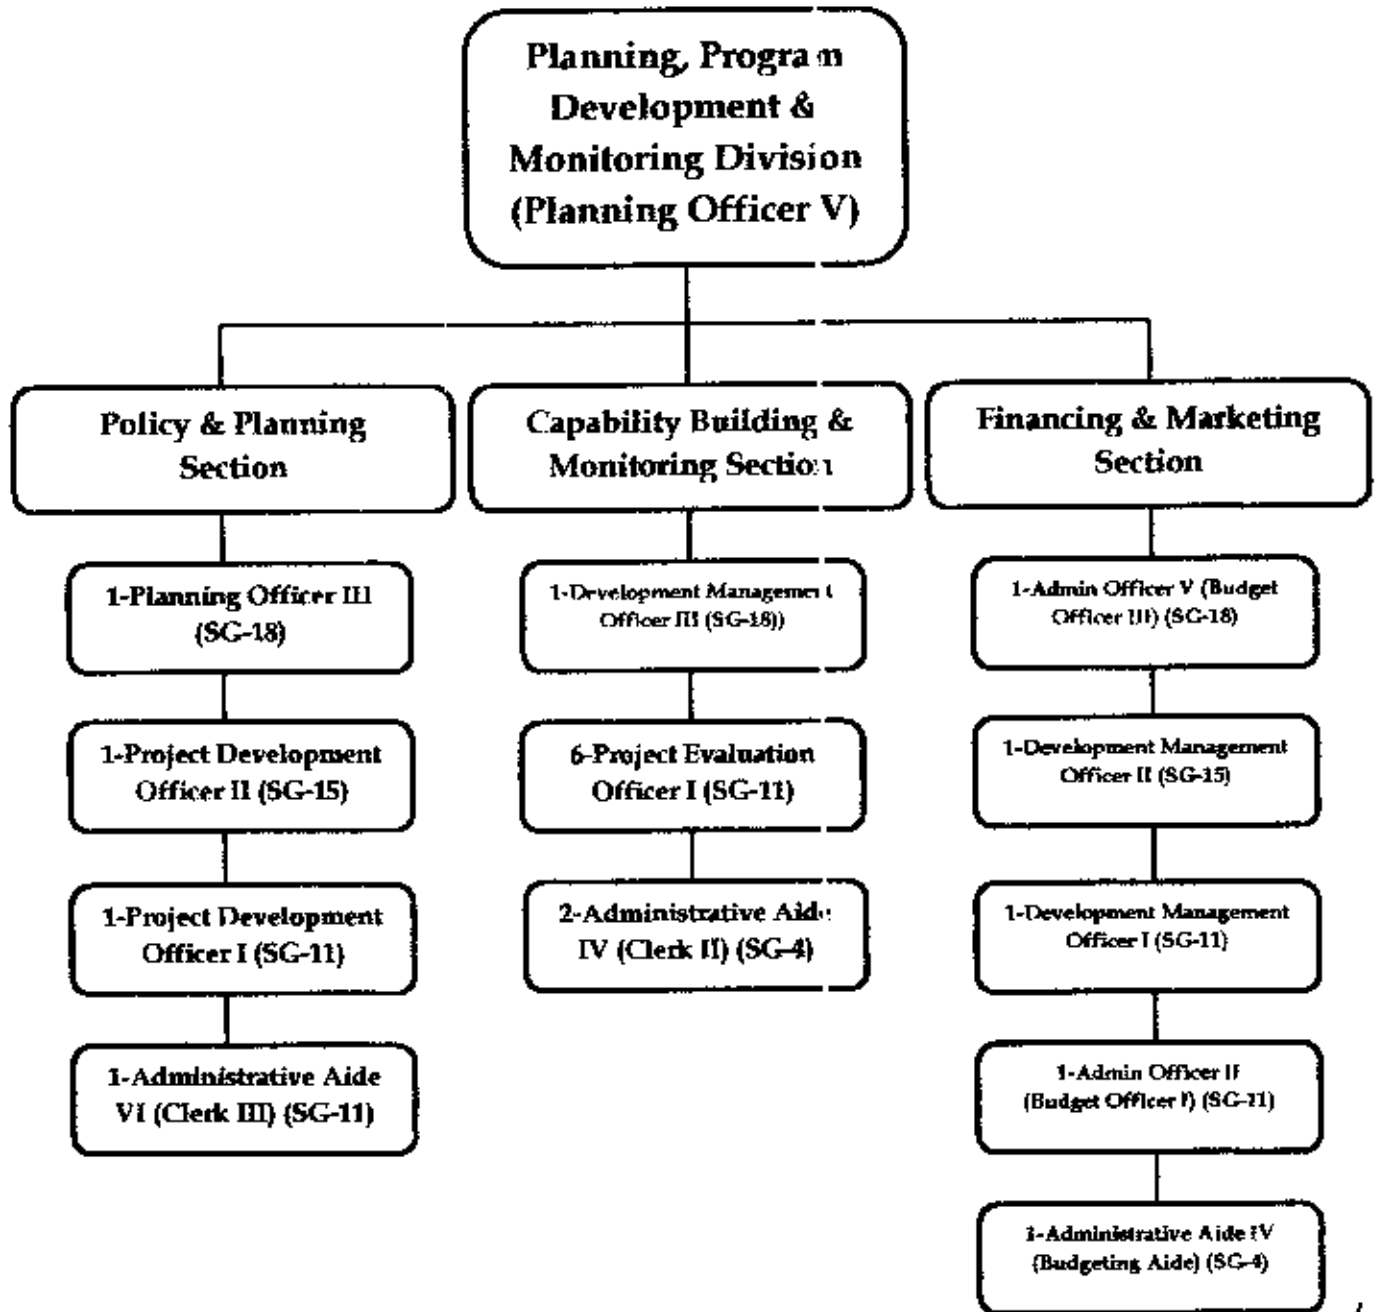 Planning, Program
Development &
Monitoring Division
(Planning Officer V)
Policy & Planning
Section
1-Planning Officer III
(SG-18)
1-Project Development
Officer II (SG-15)
1-Project Development
Officer I (SG-11)
1-Administrative Aide
VI (Clerk III) (SG-11)
Capability Building &
Monitoring Section
1-Development Management
Officer III (SG-18))
6-Project Evaluation
Officer I (SG-11)
2-Administrative Aide
IV (Clerk II) (SG-4)
Financing & Marketing
Section
1-Admin Officer V (Budget
Officer III) (SG-18)
1-Development Management
Officer II (SG-15)
1-Development Management
Officer I (SG-11)
1-Admin Officer II
(Budget Officer I) (SG-11)
1-Administrative Aide IV
(Budgeting Aide) (SG-4)